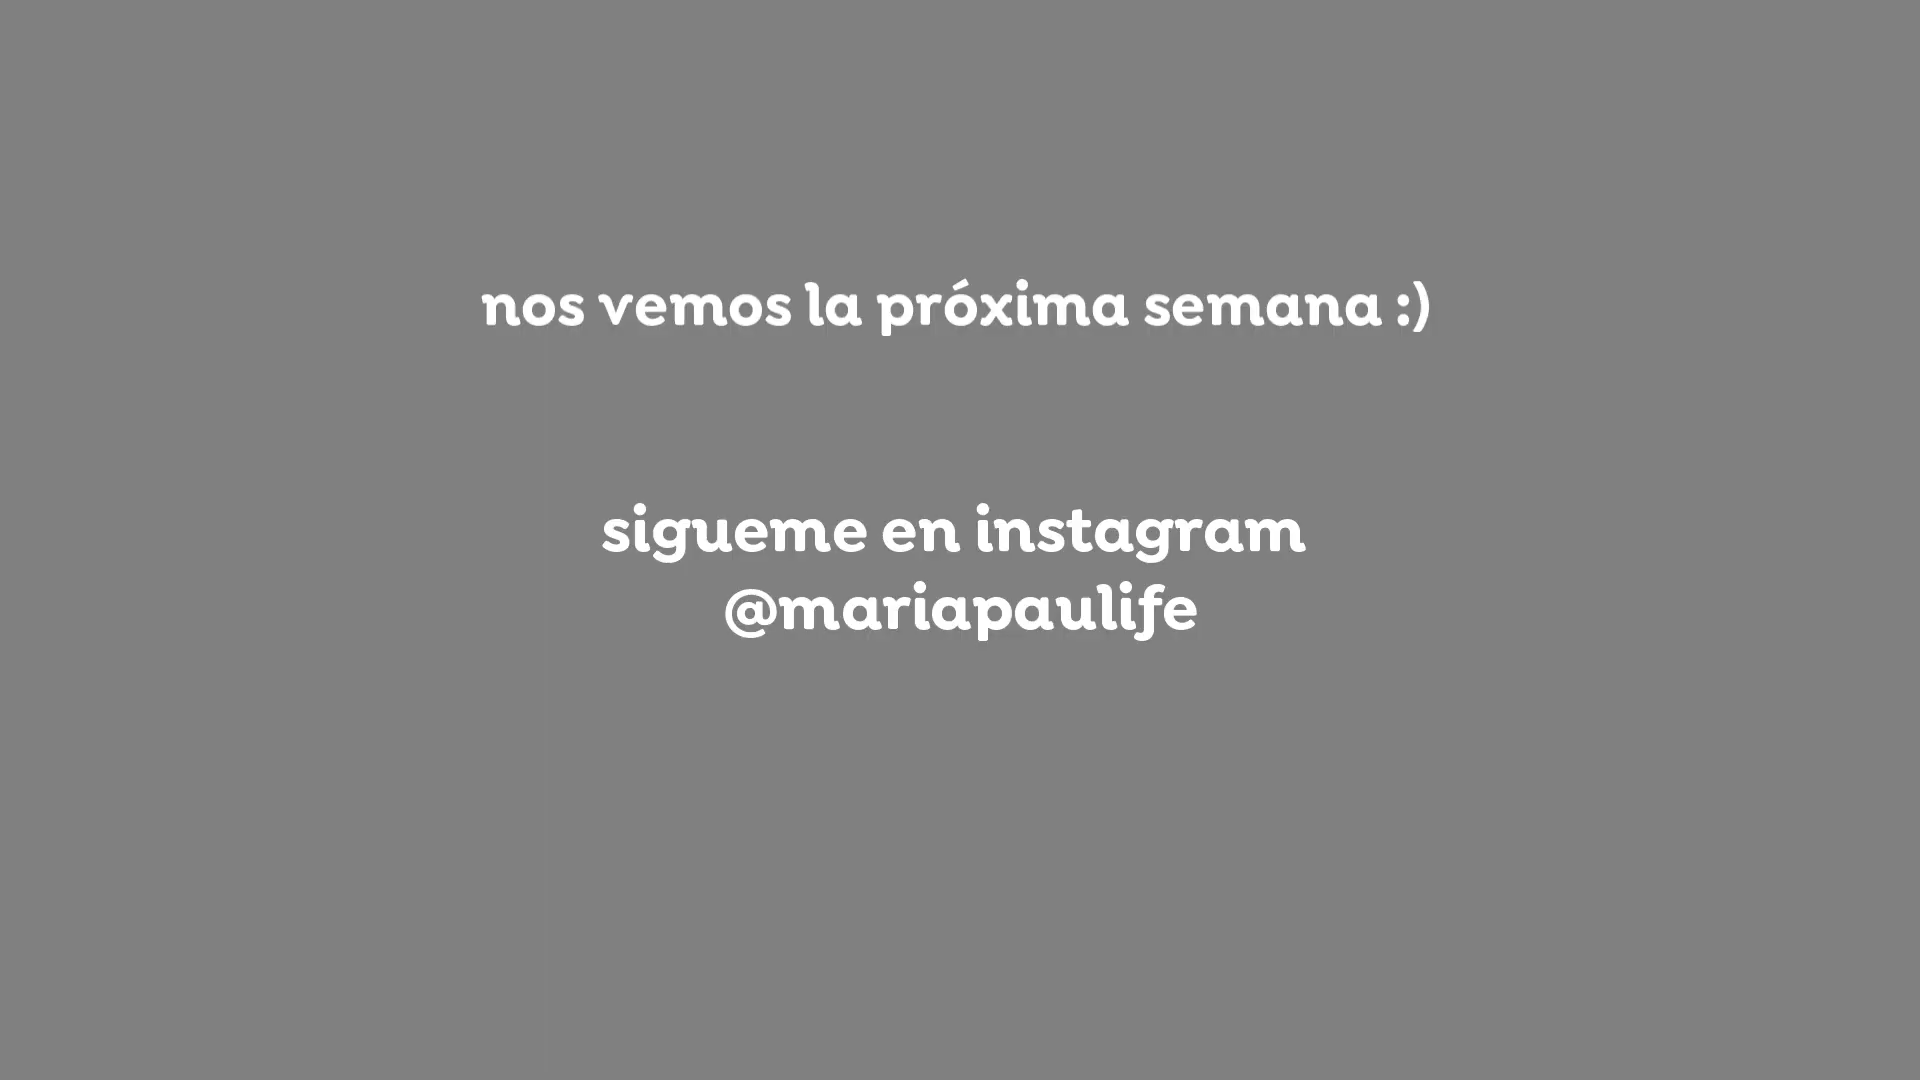 nos vemos la próxima semana :)
sigueme en instagram
@mariapaulife